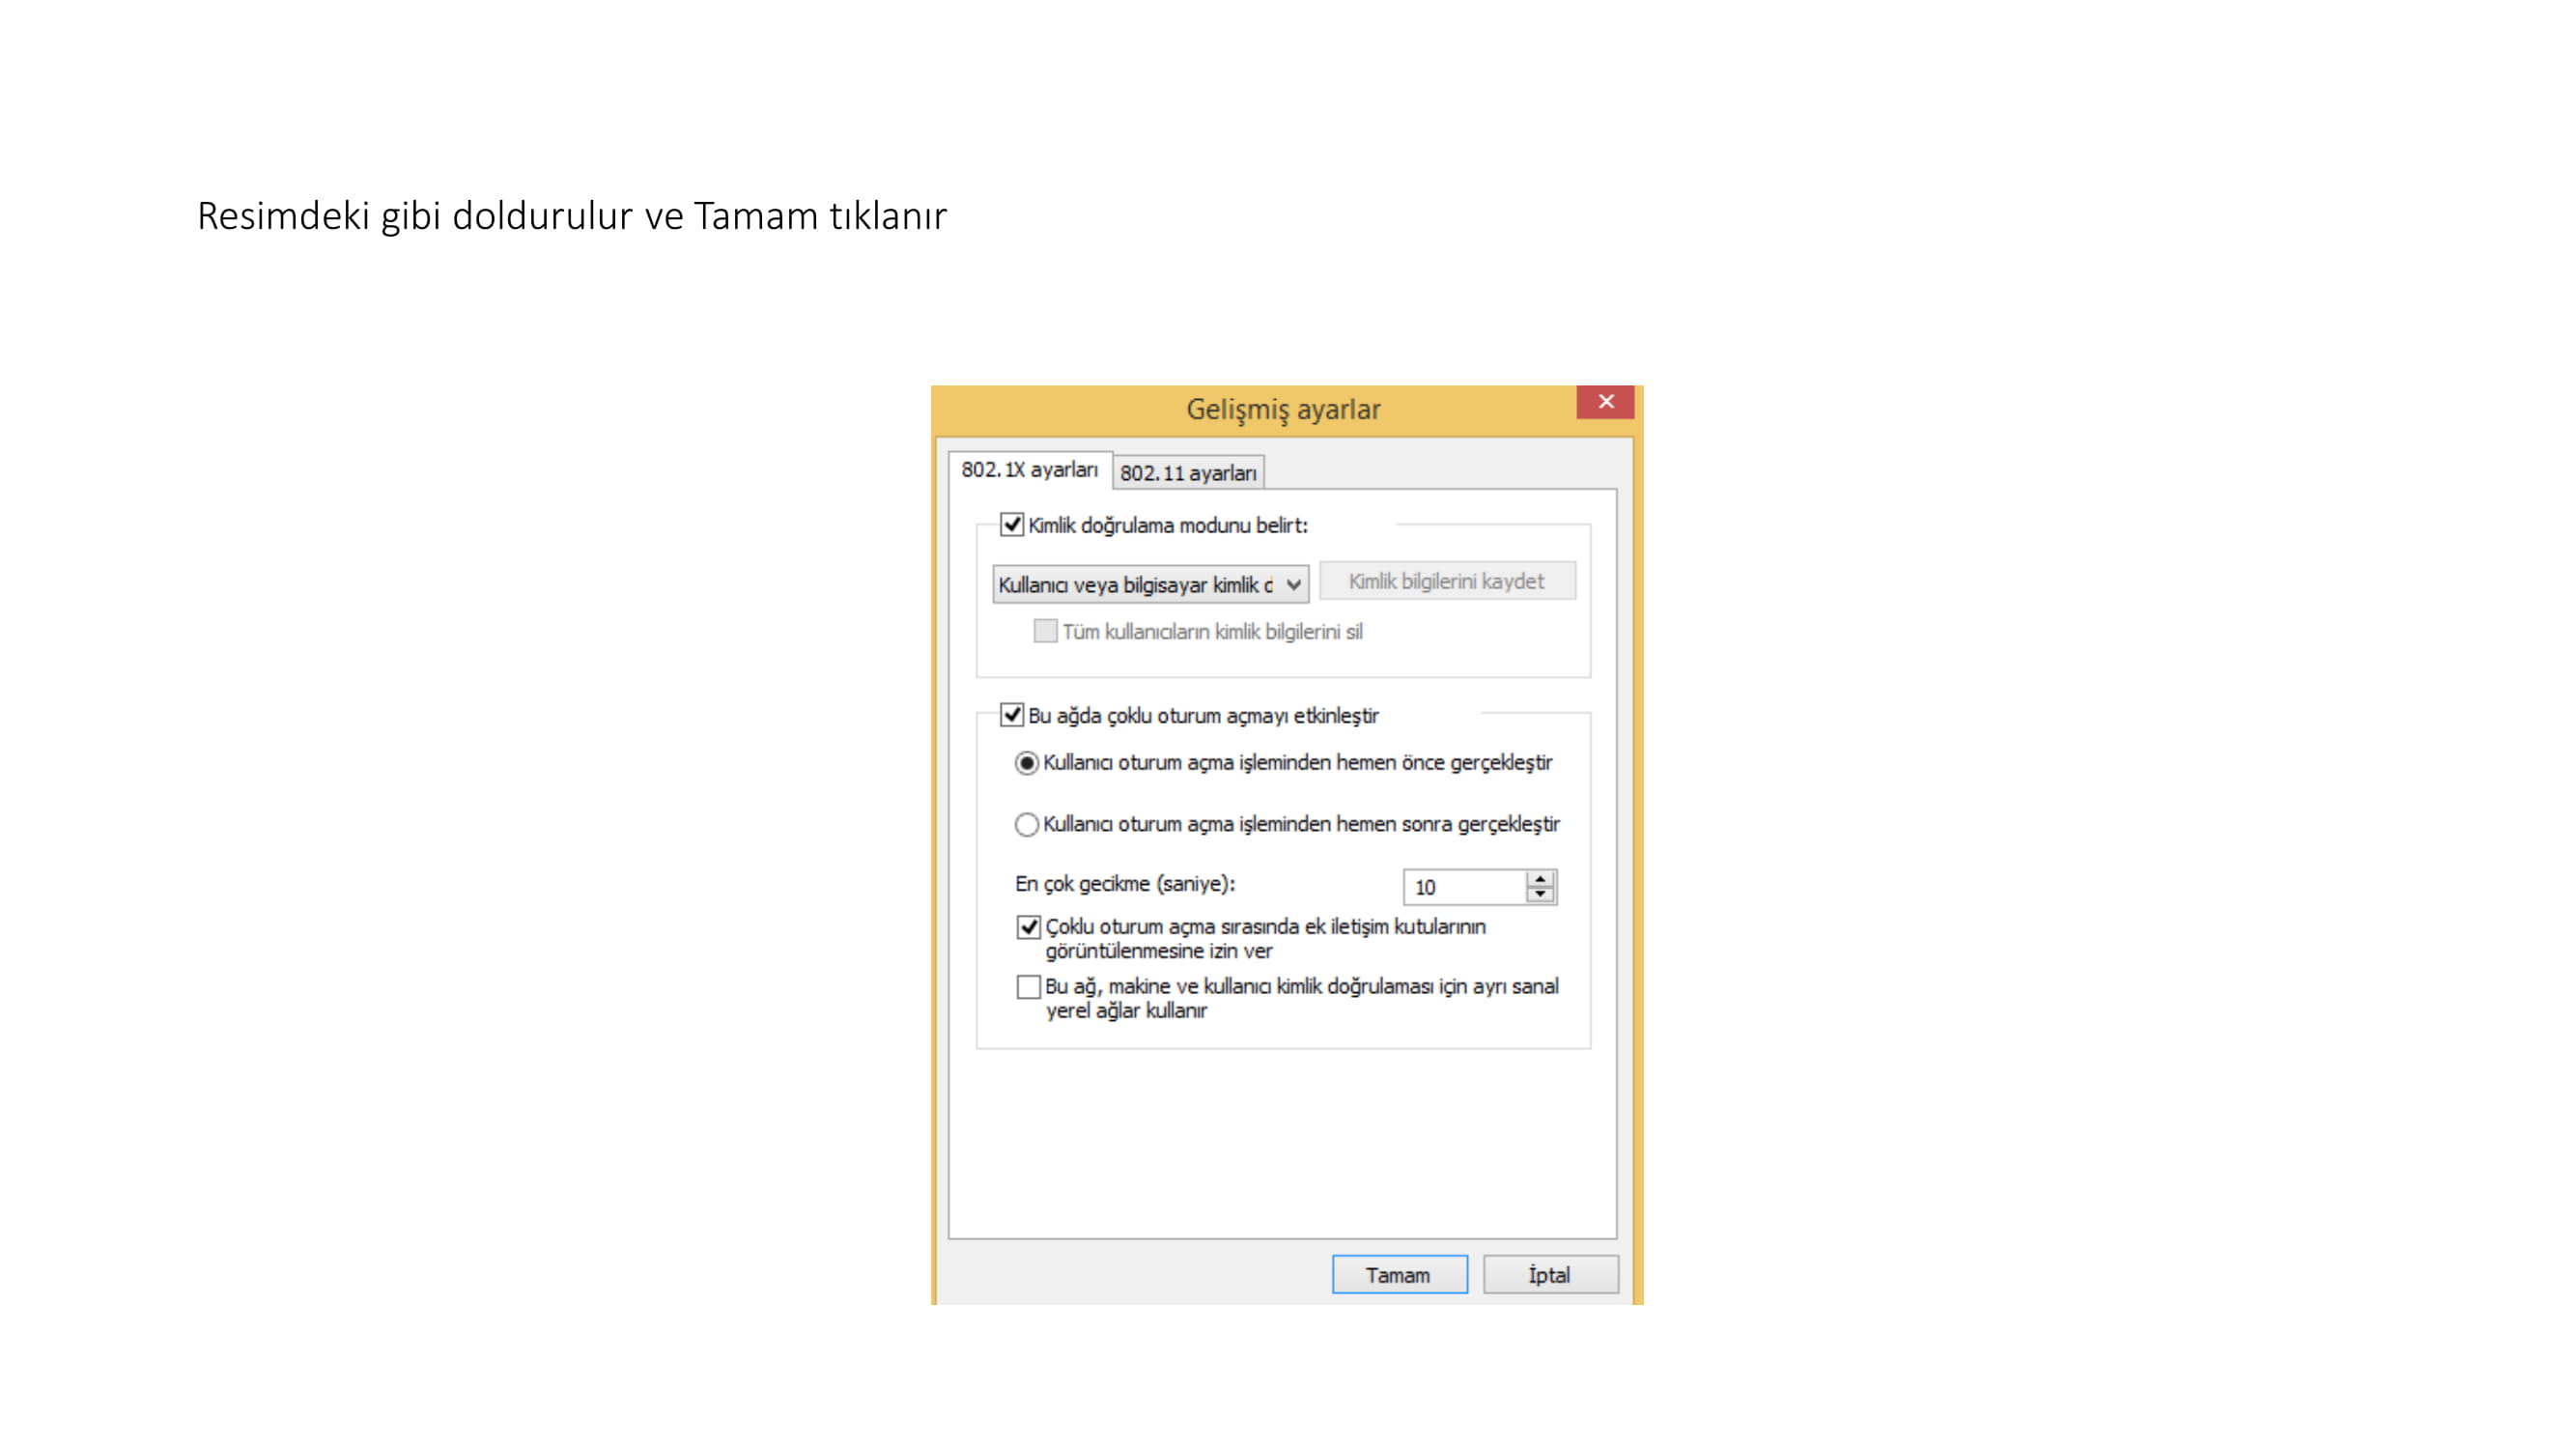 Resimdeki gibi doldurulur ve Tamam tıklanır
Gelişmiş ayarlar
802.1X ayarları
802.11 ayarları
Kimlik doğrulama modunu belirt:
Kullanıcı veya bilgisayar kimlik d
Kimlik bilgilerini kaydet
Tüm kullanıcıların kimlik bilgilerini sil
Bu ağda çoklu oturum açmayı etkinleştir
Kullanıcı oturum açma işleminden hemen önce gerçekleştir
Kullanıcı oturum açma işleminden hemen sonra gerçekleştir
En çok gecikme (saniye):
10
Çoklu oturum açma sırasında ek iletişim kutularının
görüntülenmesine izin ver
Bu ağ, makine ve kullanıcı kimlik doğrulaması için ayrı sanal
yerel ağlar kullanır
Tamam
İptal